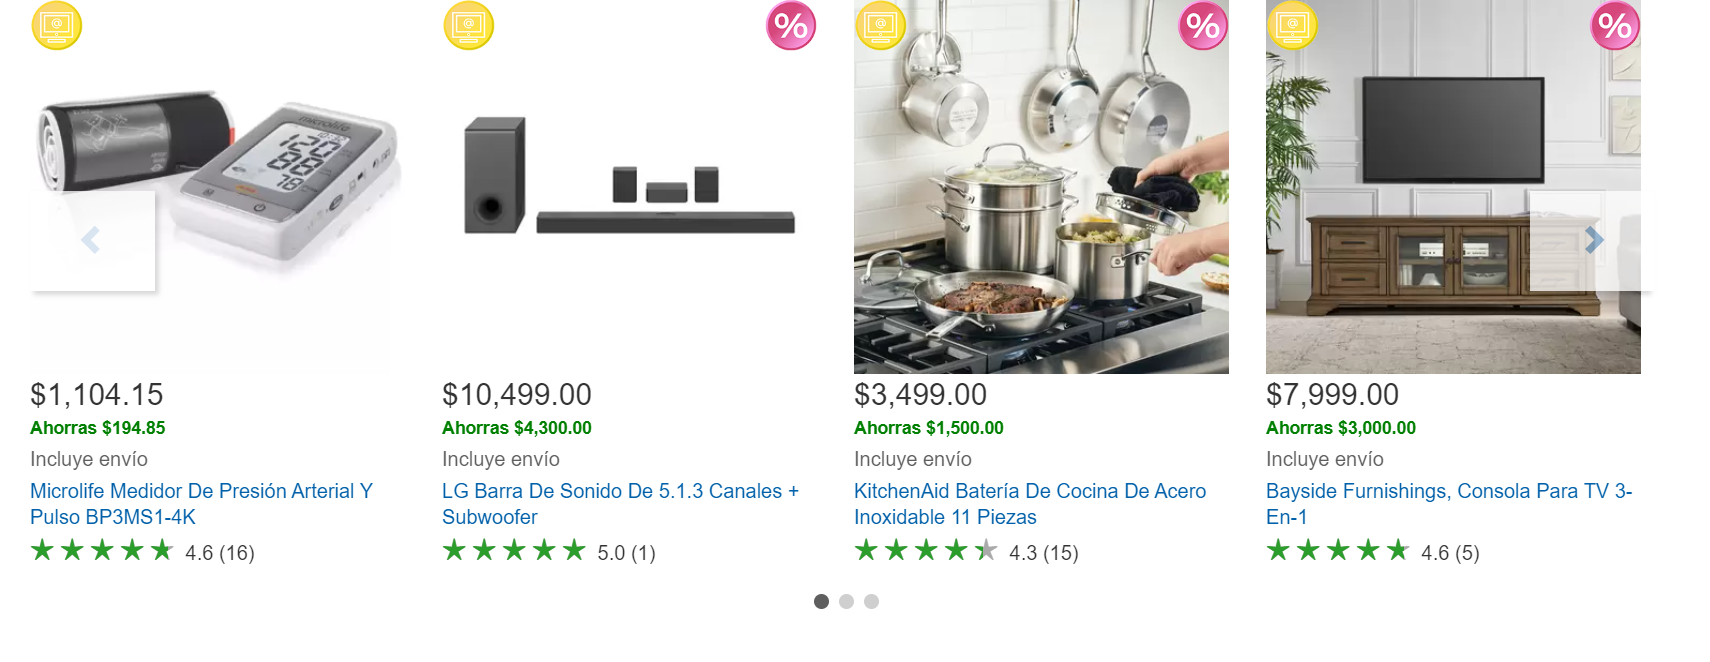 @
@
%
@
%
@
%
microlife
120
88
78
$1,104.15
Ahorras $194.85
Incluye envío
Microlife Medidor De Presión Arterial Y
Pulso BP3MS1-4K
4.6 (16)
$10,499.00
Ahorras $4,300.00
Incluye envío
LG Barra De Sonido De 5.1.3 Canales +
Subwoofer
5.0 (1)
$3,499.00
Ahorras $1,500.00
Incluye envío
KitchenAid Batería De Cocina De Acero
Inoxidable 11 Piezas
4.3 (15)
$7,999.00
Ahorras $3,000.00
Incluye envío
Bayside Furnishings, Consola Para TV 3-
En-1
4.6 (5)